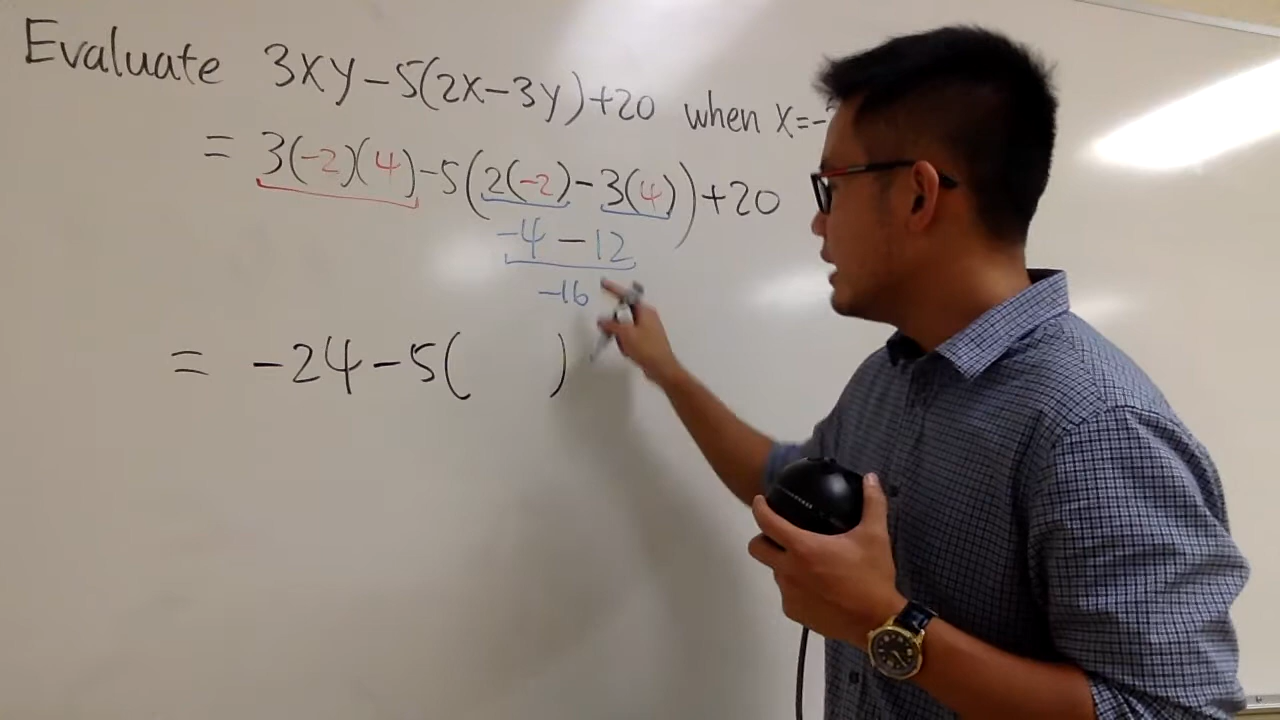 Evaluate 3xy-5(2x-3y)+20 when x=-
= 3(-2)(4)-5(2(-2)-3(4))+20
-4-12
-16
= -24-5( )